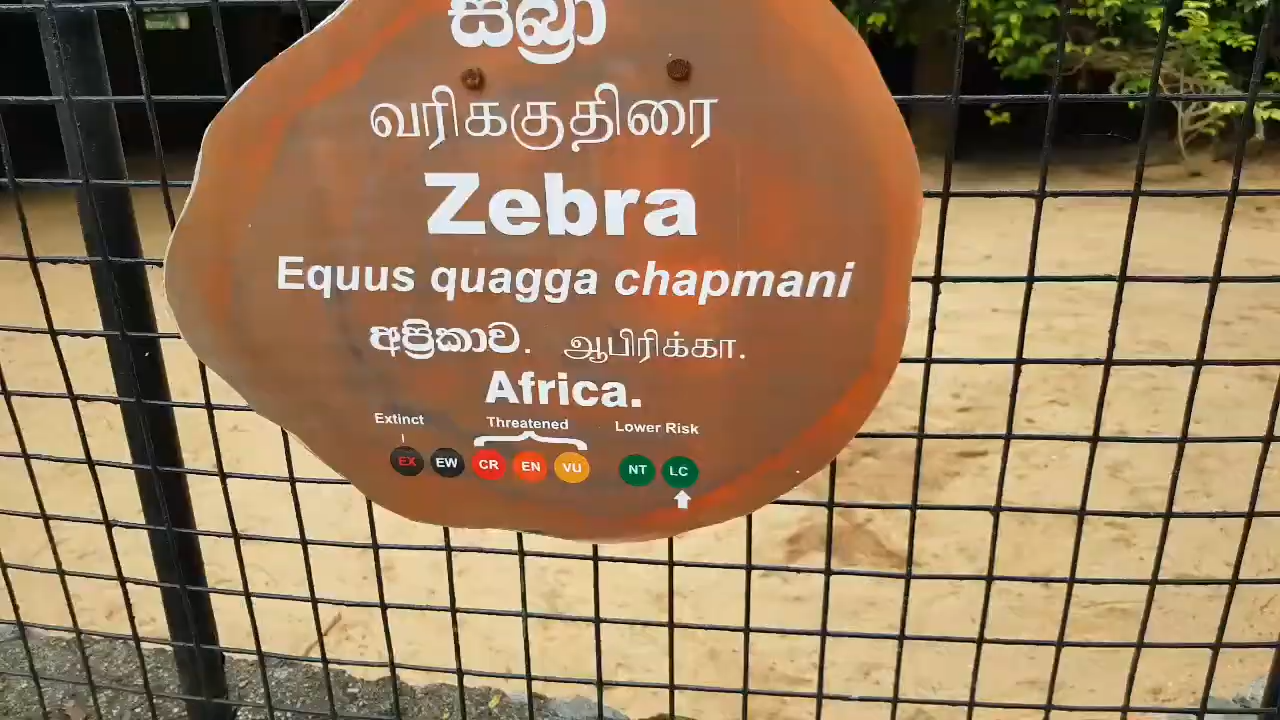 සීබ්‍රා
வரிக்குதிரை
Zebra
Equus quagga chapmani
අප්‍රිකාව. ஆபிரிக்கா.
Africa.
Extinct Threatened Lower Risk
EX EW CR EN VU NT LC